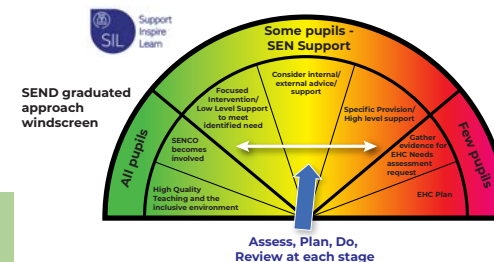 Support
Inspire
Learn
SIL
SEND graduated
approach
windscreen
Some pupils -
SEN Support
All pupils
Few pupils
High Quality
Teaching and the
inclusive environment
SENCO
becomes
involved
Focused
Intervention/
Low Level Support
to meet
identified need
Consider internal/
external advice/
support
Specific Provision/
High level support
Gather
evidence for
EHC Needs
assessment
request
EHC Plan
Assess, Plan, Do,
Review at each stage